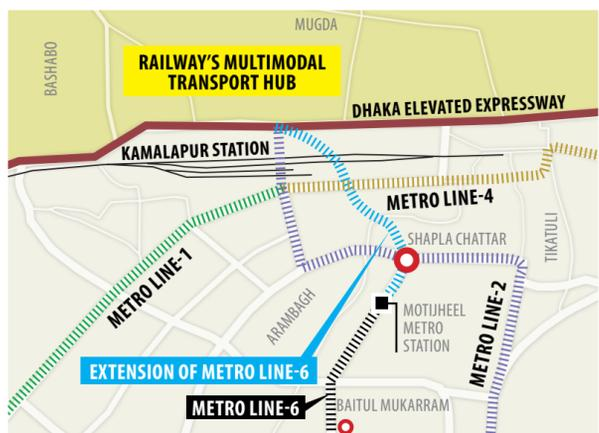 MUGDA
BASHABO
RAILWAY'S MULTIMODAL
TRANSPORT HUB
DHAKA ELEVATED EXPRESSWAY
KAMALAPUR STATION
METRO LINE-4
SHAPLA CHATTAR
TIKATULI
METRO LINE-1
ARAMBAGH
MOTIJHEEL
METRO
STATION
METRO LINE-2
EXTENSION OF METRO LINE-6
METRO LINE-6
BAITUL MUKARRAM